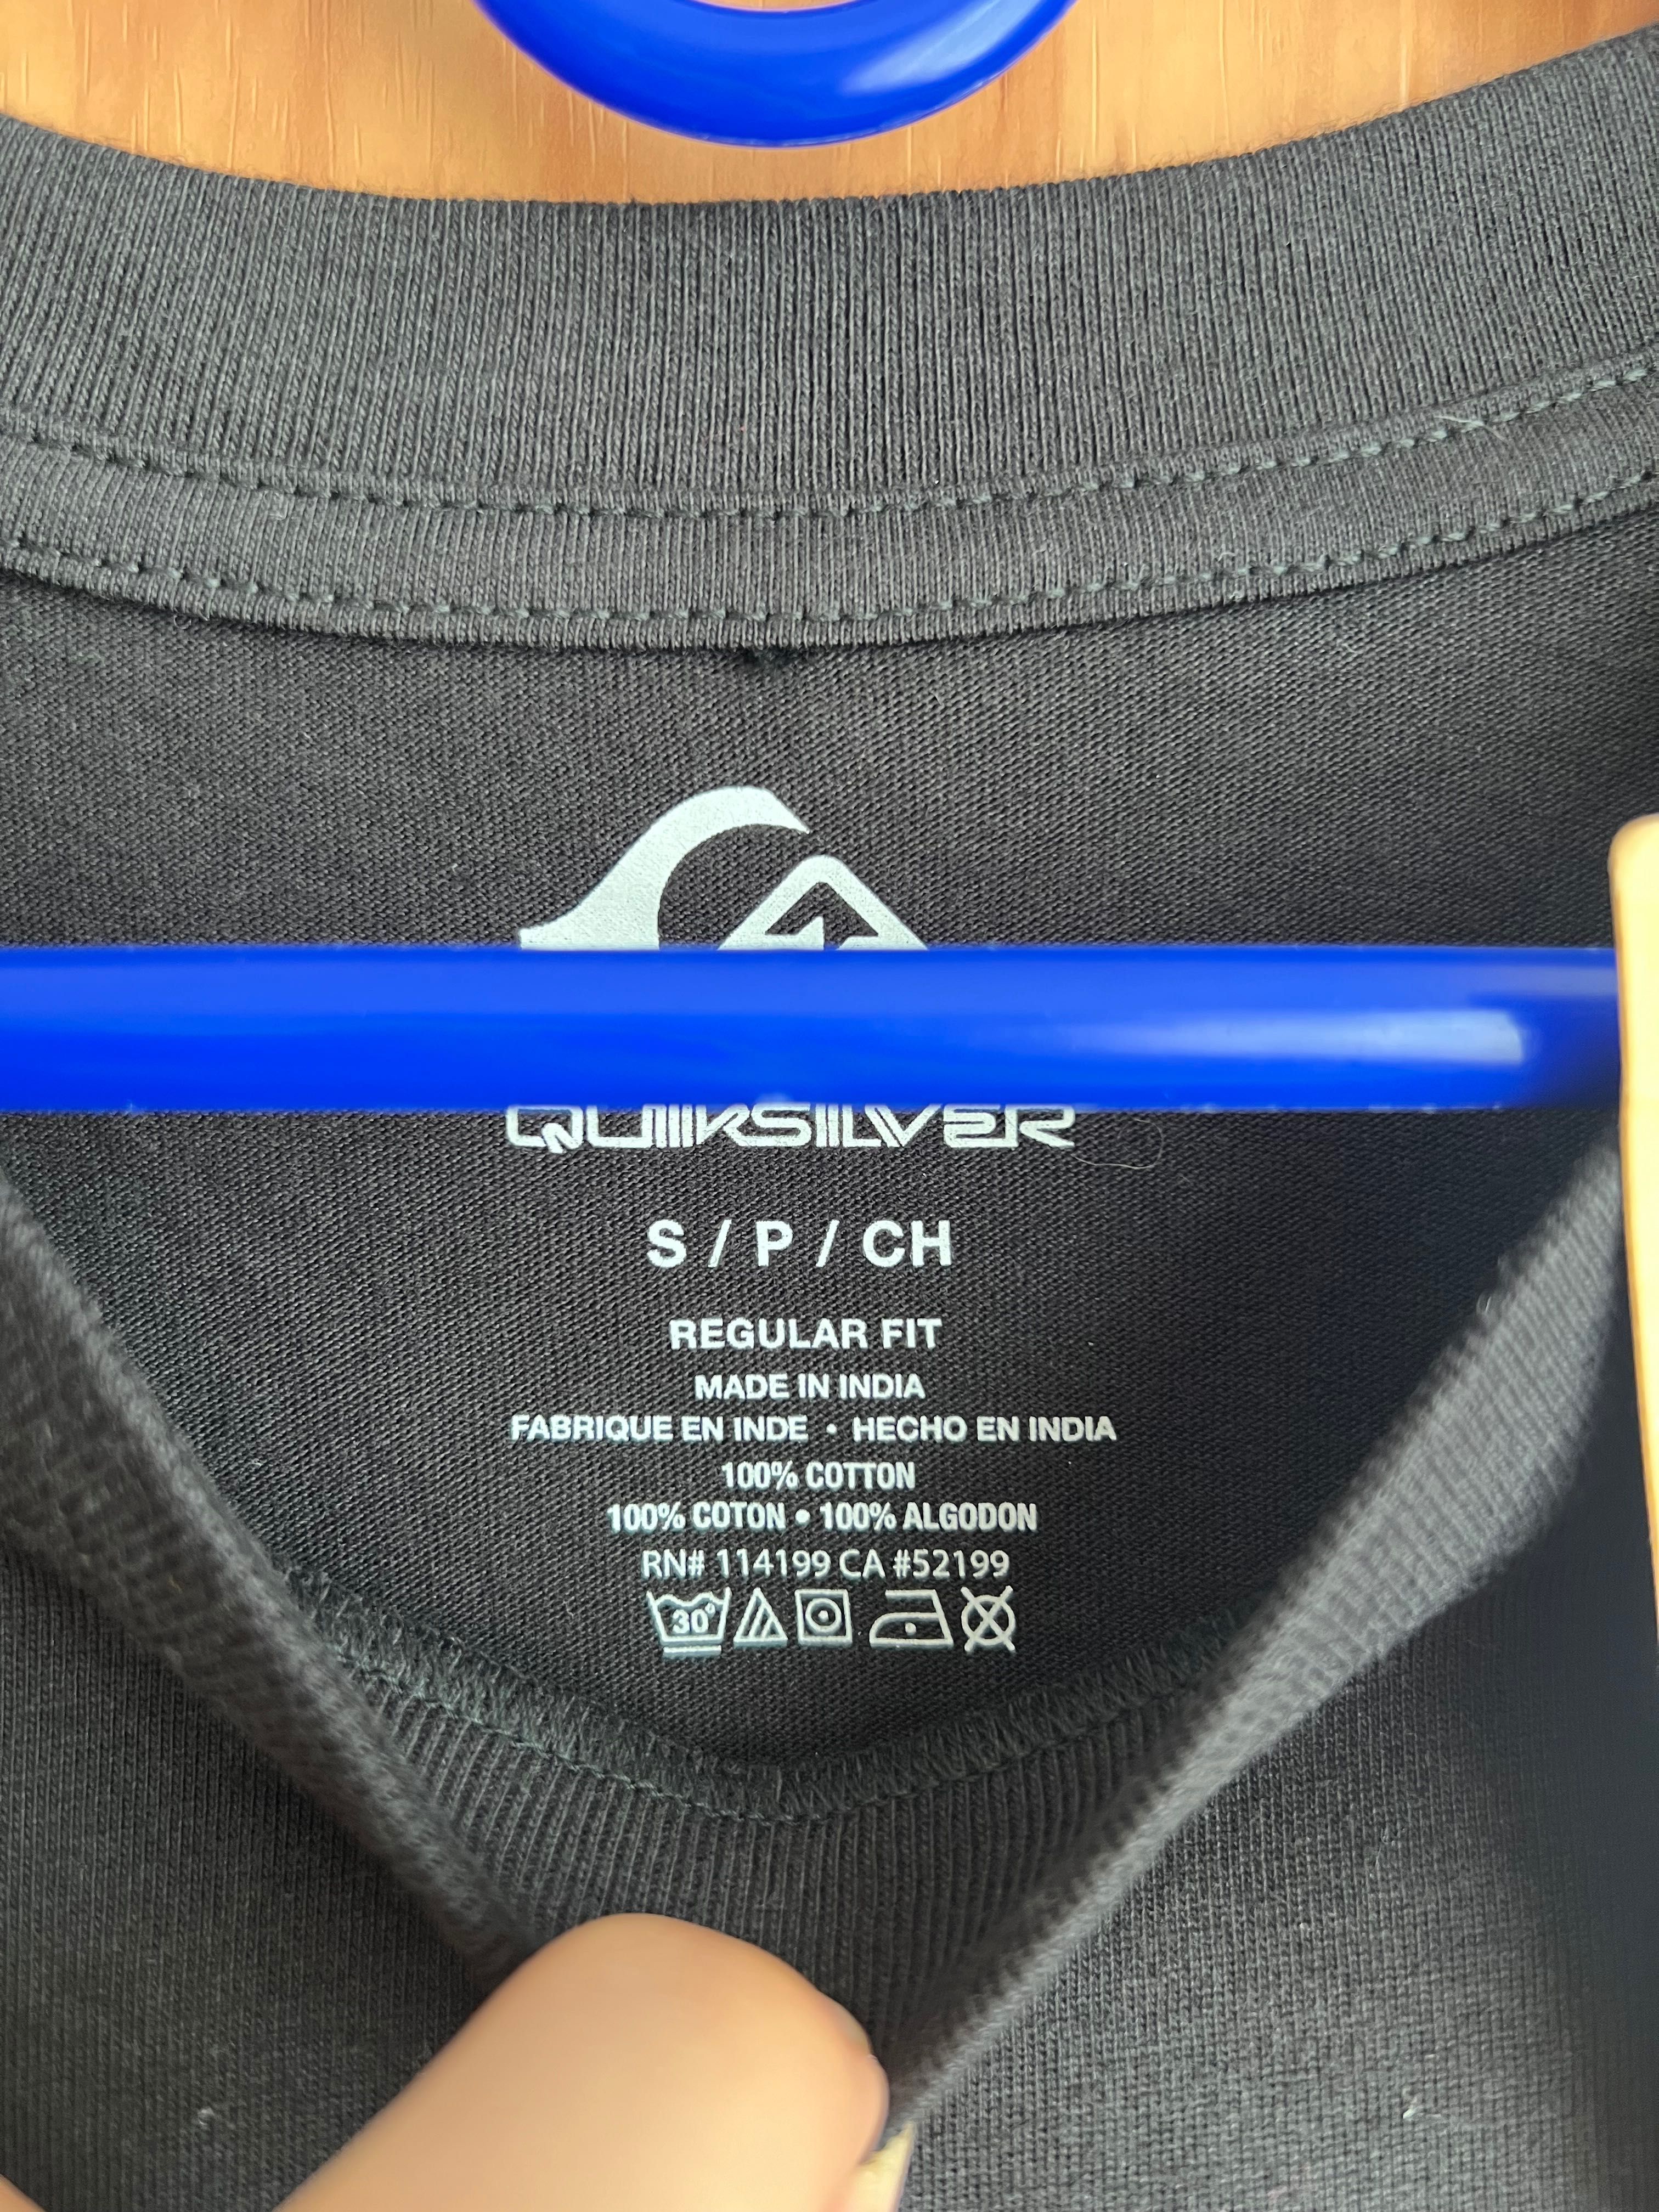 QUIKSILVER
S / P / CH
REGULAR FIT
MADE IN INDIA
FABRIQUE EN INDE • HECHO EN INDIA
100% COTTON
100% COTON • 100% ALGODON
RN# 114199 CA #52199
30°